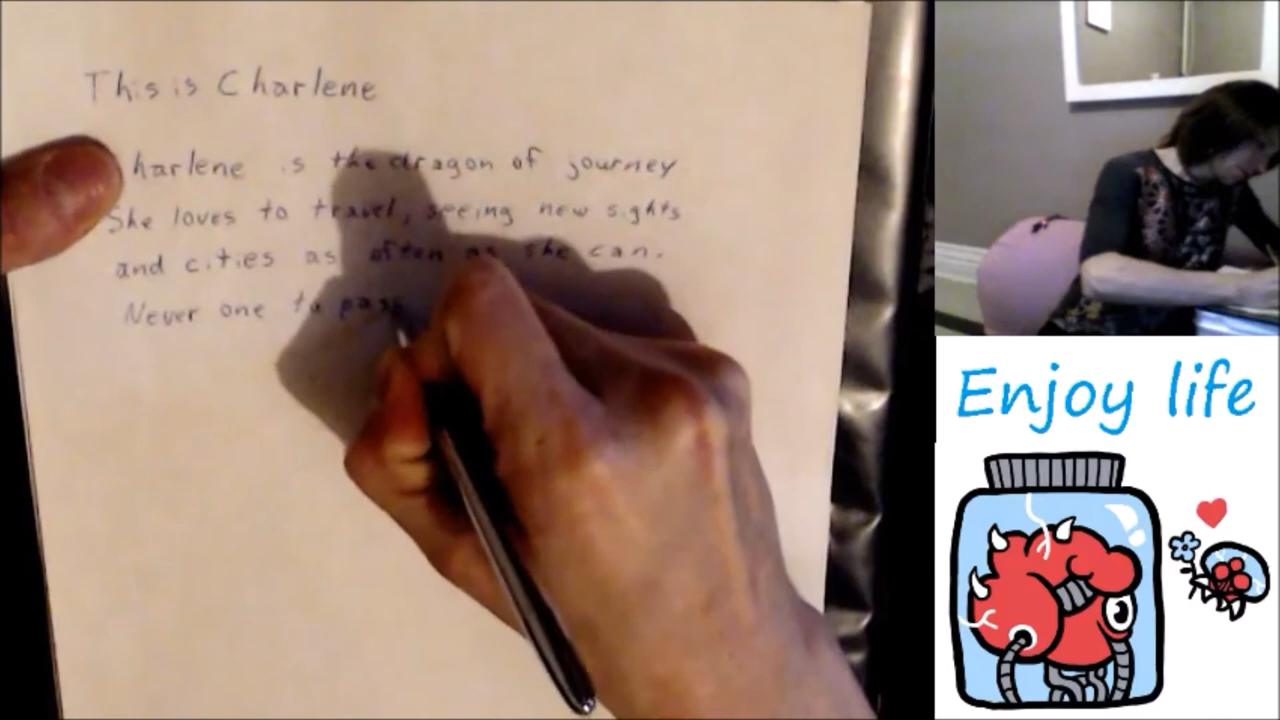 This is Charlene
harlene is the dragon of journey
She loves to travel, seeing new sights
and cities as often as she can.
Never one to pass
Enjoy life